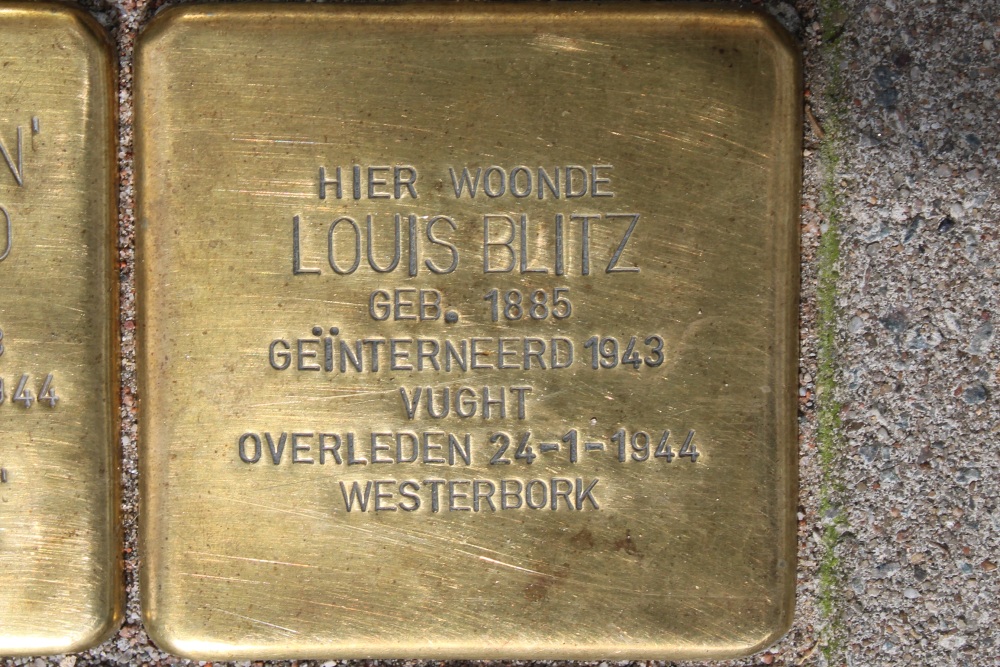 HIER WOONDE
LOUIS BLITZ
GEB. 1885
GEÏNTERNEERD 1943
VUGHT
OVERLEDEN 24-1-1944
WESTERBORK